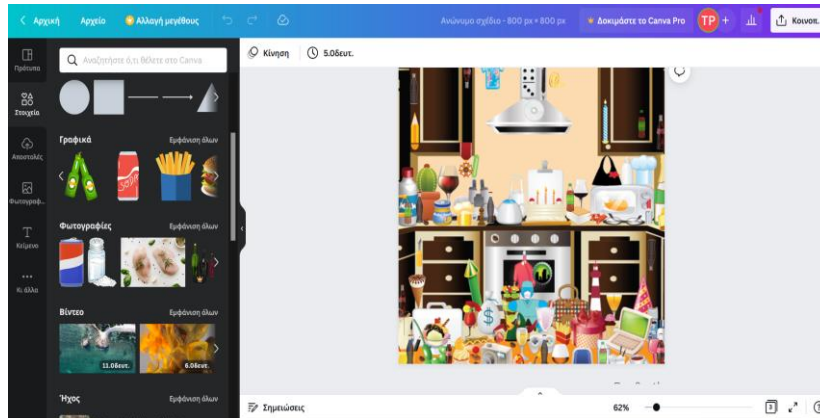 Αρχική Αρχείο Αλλαγή μεγέθους Ανώνυμο σχέδιο - 800 px × 800 px Δοκιμάστε το Canva Pro TP + Κοινοπ.
Πρότυπα
Στοιχεία
Αποστολές
Φωτογραφ...
Κείμενο
Κι άλλα
Αναζητήστε ό,τι θέλετε στο Canva
Γραφικά Εμφάνιση όλων
Soda
Φωτογραφίες Εμφάνιση όλων
Βίντεο Εμφάνιση όλων
11.0δευτ. 6.0δευτ.
Ήχος Εμφάνιση όλων
Κίνηση 5.0δευτ.
$
Σημειώσεις 62% 3